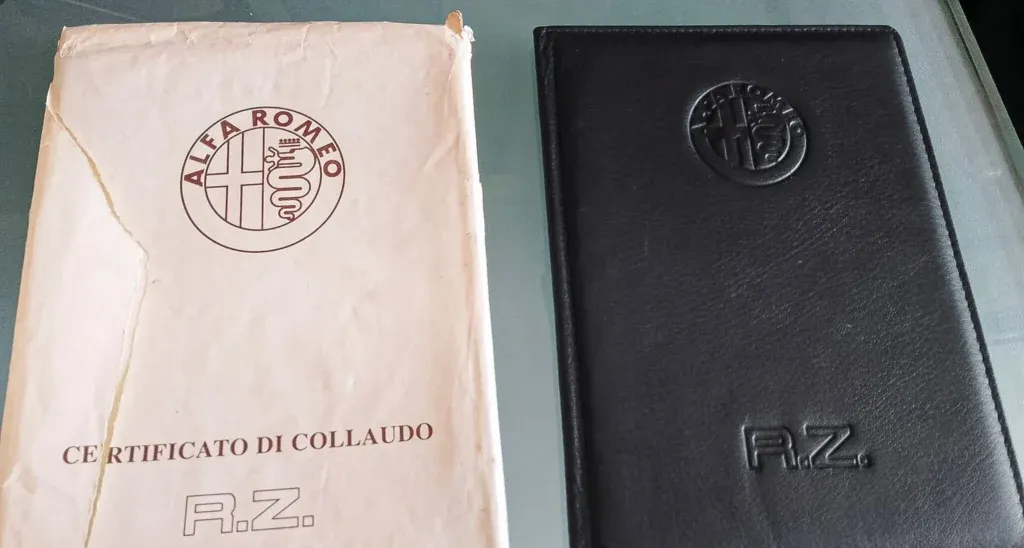 ALFA ROMEO
CERTIFICATO DI COLLAUDO
R.Z.
ALFA ROMEO
R.Z.